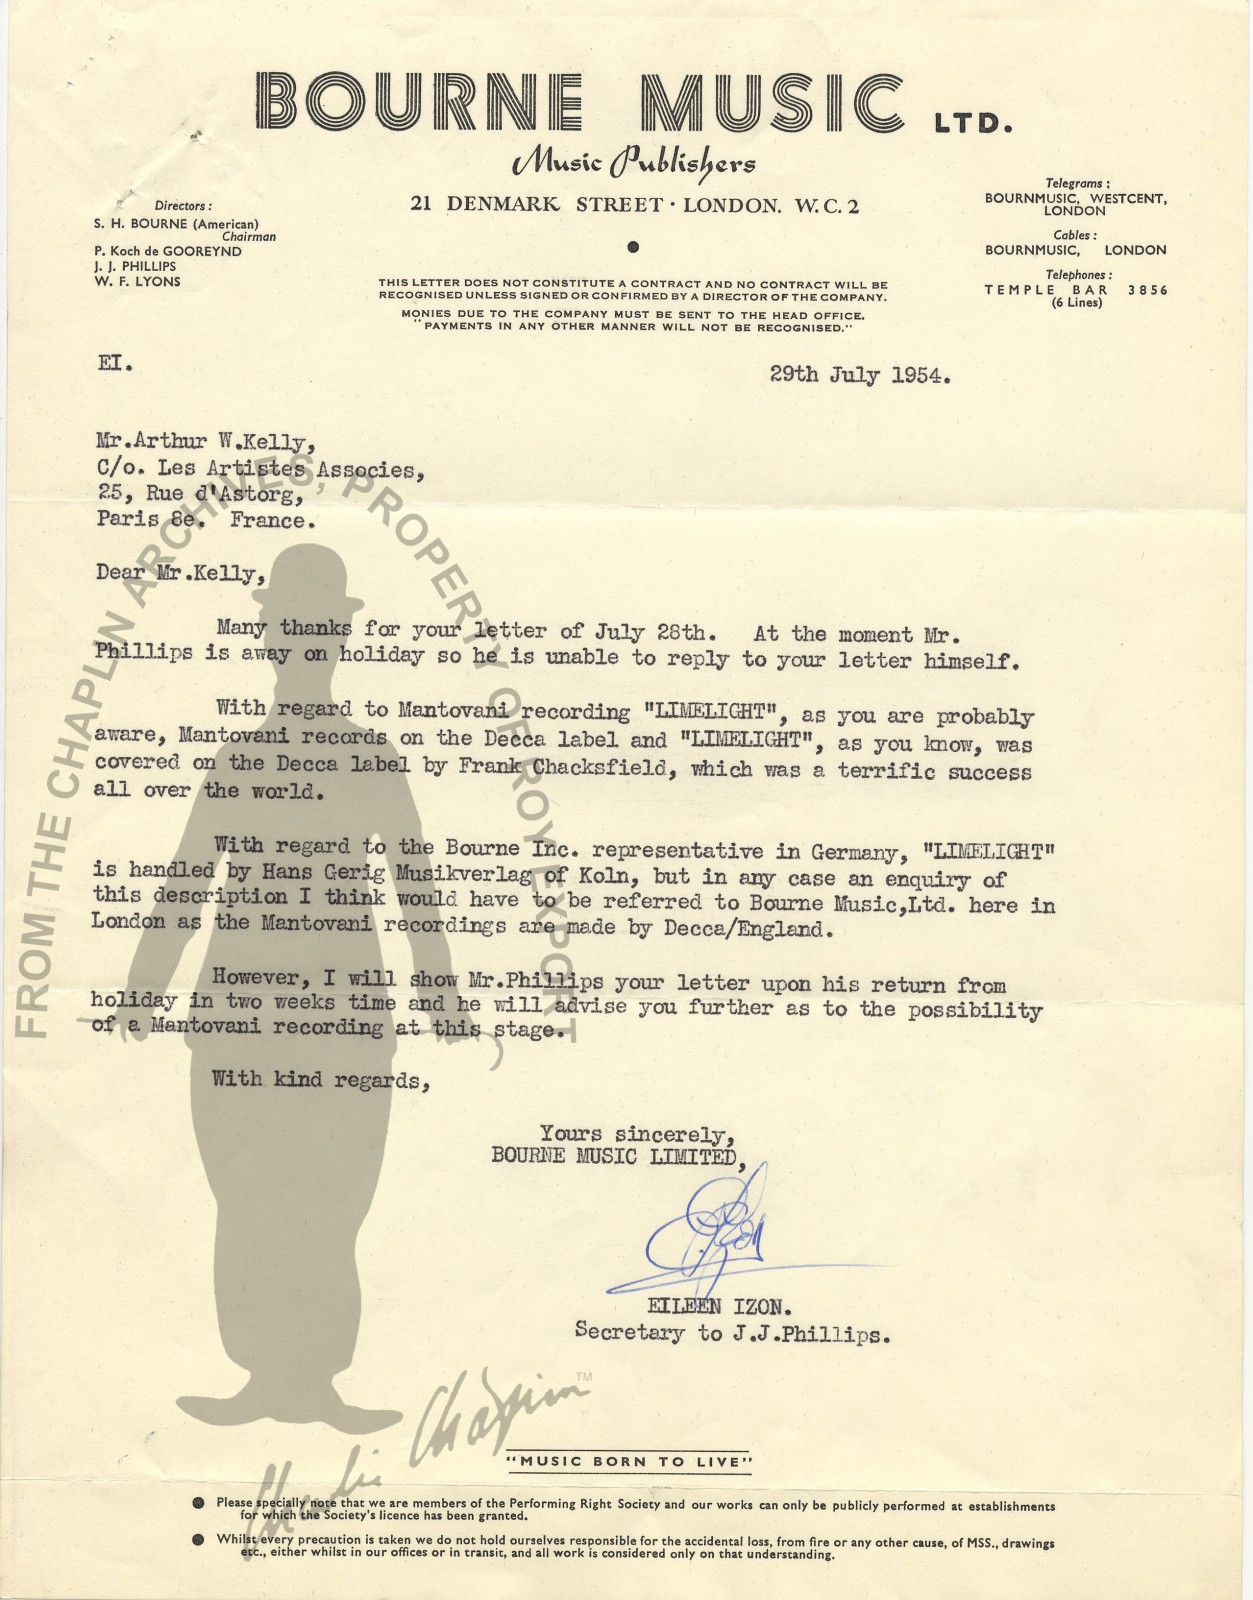 BOURNE MUSIC LTD.
Music Publishers
21 DENMARK STREET · LONDON. W.C.2
Directors :
S. H. BOURNE (American)
Chairman
P. Koch de GOOREYND
J. J. PHILLIPS
W. F. LYONS
Telegrams :
BOURNMUSIC, WESTCENT,
LONDON
Cables :
BOURNMUSIC, LONDON
Telephones :
TEMPLE BAR 3856
(6 Lines)
THIS LETTER DOES NOT CONSTITUTE A CONTRACT AND NO CONTRACT WILL BE
RECOGNISED UNLESS SIGNED OR CONFIRMED BY A DIRECTOR OF THE COMPANY.
MONIES DUE TO THE COMPANY MUST BE SENT TO THE HEAD OFFICE.
"PAYMENTS IN ANY OTHER MANNER WILL NOT BE RECOGNISED."
EI.
29th July 1954.
Mr.Arthur W.Kelly,
C/o. Les Artistes Associes,
25, Rue d'Astorg,
Paris 8e. France.
Dear Mr.Kelly,
Many thanks for your letter of July 28th. At the moment Mr.
Phillips is away on holiday so he is unable to reply to your letter himself.
With regard to Mantovani recording "LIMELIGHT", as you are probably
aware, Mantovani records on the Decca label and "LIMELIGHT", as you know, was
covered on the Decca label by Frank Chacksfield, which was a terrific success
all over the world.
With regard to the Bourne Inc. representative in Germany, "LIMELIGHT"
is handled by Hans Gerig Musikverlag of Koln, but in any case an enquiry of
this description I think would have to be referred to Bourne Music,Ltd. here in
London as the Mantovani recordings are made by Decca/England.
However, I will show Mr.Phillips your letter upon his return from
holiday in two weeks time and he will advise you further as to the possibility
of a Mantovani recording at this stage.
With kind regards,
Yours sincerely,
BOURNE MUSIC LIMITED,
E. Izon
EILEEN IZON.
Secretary to J.J.Phillips.
FROM THE CHAPLIN ARCHIVES, PROPERTY OF ROY EXPORT
Charlie Chaplin™
"MUSIC BORN TO LIVE"
● Please specially note that we are members of the Performing Right Society and our works can only be publicly performed at establishments
for which the Society's licence has been granted.
● Whilst every precaution is taken we do not hold ourselves responsible for the accidental loss, from fire or any other cause, of MSS., drawings
etc., either whilst in our offices or in transit, and all work is considered only on that understanding.